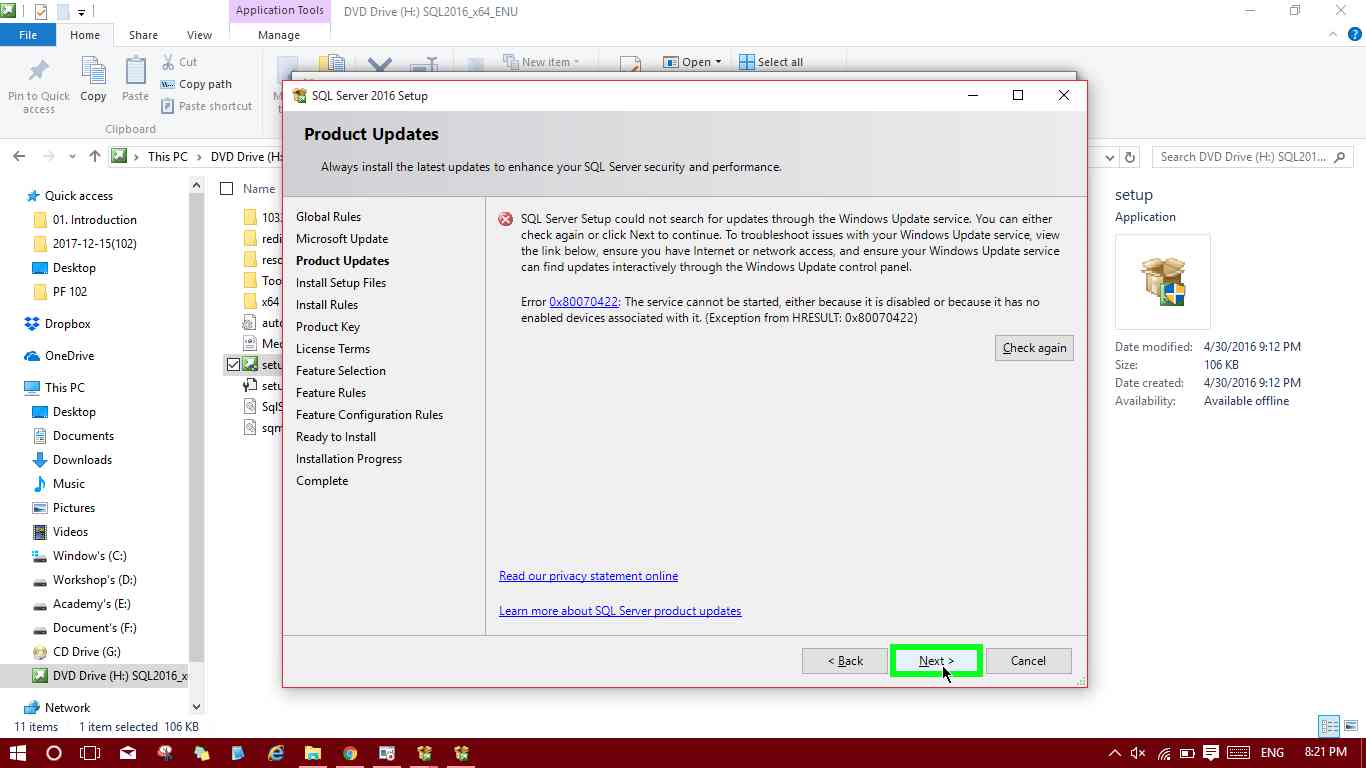 Application Tools
DVD Drive (H:) SQL2016_x64_ENU
File
Home
Share
View
Manage
Pin to Quick access
Copy
Paste
Cut
Copy path
Paste shortcut
Clipboard
New item
Open
Select all
This PC
DVD Drive (H:
Search DVD Drive (H:) SQL201...
Quick access
01. Introduction
2017-12-15(102)
Desktop
PF 102
Dropbox
OneDrive
This PC
Desktop
Documents
Downloads
Music
Pictures
Videos
Window's (C:)
Workshop's (D:)
Academy's (E:)
Document's (F:)
CD Drive (G:)
DVD Drive (H:) SQL2016_x
Network
Name
103
redi
reso
Too
x64
auto
Med
setu
setu
SqlS
sqm
SQL Server 2016 Setup
Product Updates
Always install the latest updates to enhance your SQL Server security and performance.
Global Rules
Microsoft Update
Product Updates
Install Setup Files
Install Rules
Product Key
License Terms
Feature Selection
Feature Rules
Feature Configuration Rules
Ready to Install
Installation Progress
Complete
SQL Server Setup could not search for updates through the Windows Update service. You can either
check again or click Next to continue. To troubleshoot issues with your Windows Update service, view
the link below, ensure you have Internet or network access, and ensure your Windows Update service
can find updates interactively through the Windows Update control panel.
Error 0x80070422: The service cannot be started, either because it is disabled or because it has no
enabled devices associated with it. (Exception from HRESULT: 0x80070422)
Check again
Read our privacy statement online
Learn more about SQL Server product updates
< Back
Next >
Cancel
setup
Application
Date modified: 4/30/2016 9:12 PM
Size: 106 KB
Date created: 4/30/2016 9:12 PM
Availability: Available offline
11 items
1 item selected 106 KB
ENG
8:21 PM